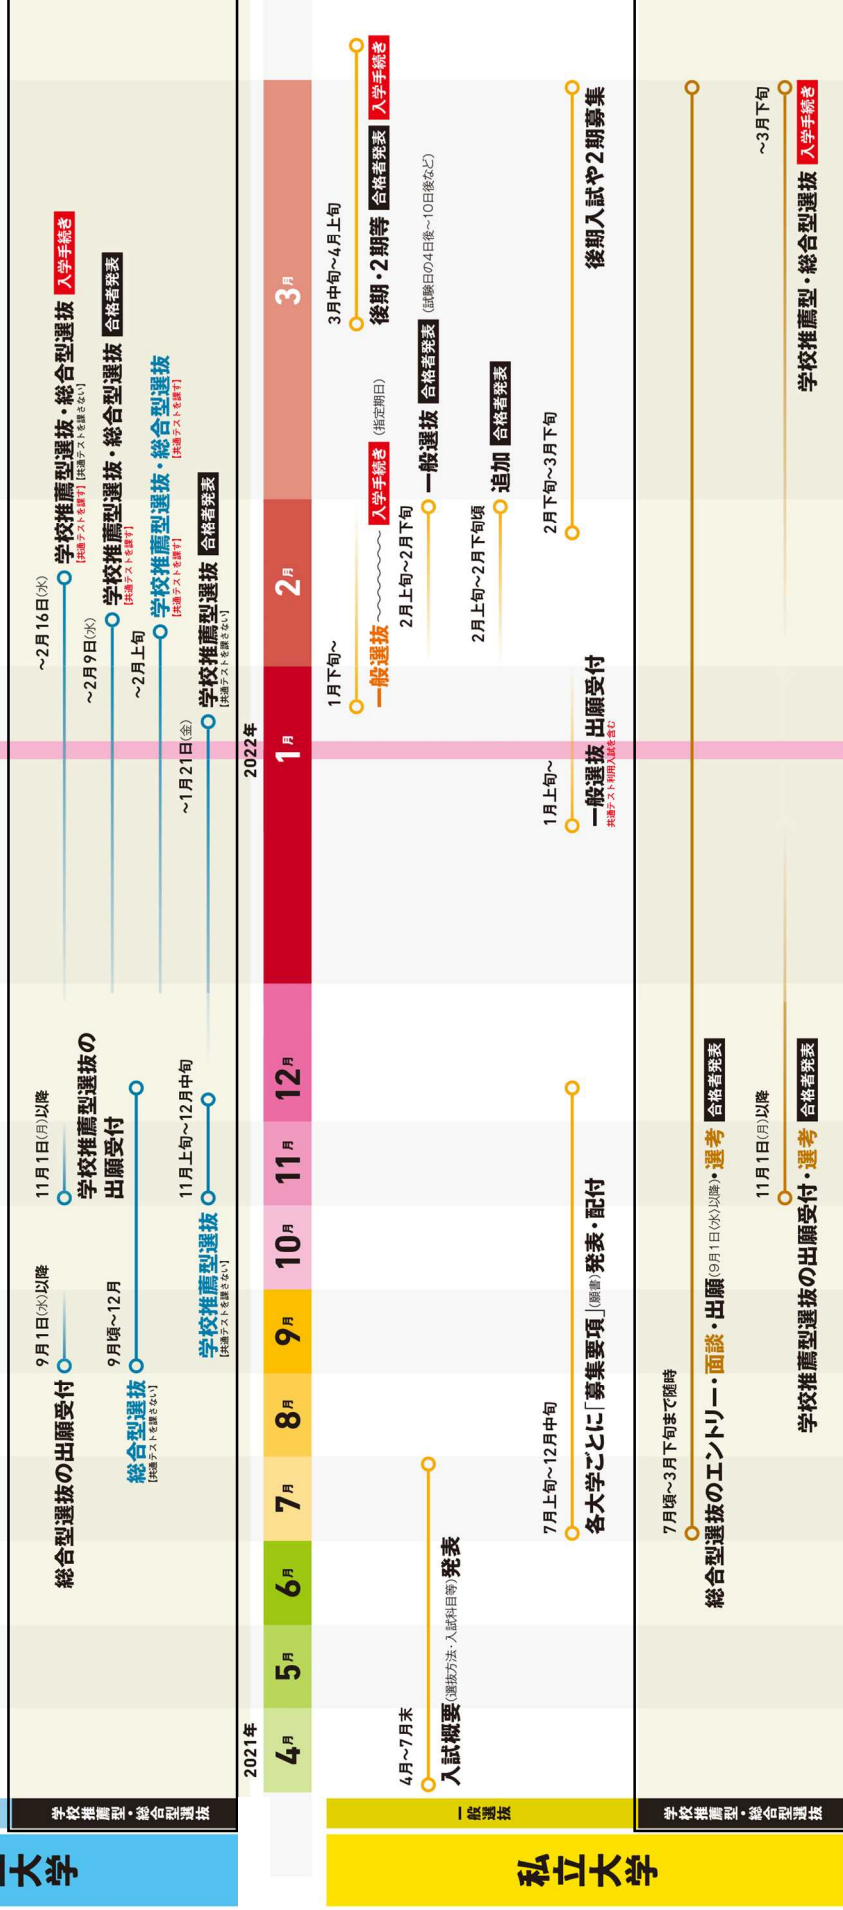 大学
学校推薦型・総合型選抜
9月1日(水)以降
総合型選抜の出願受付
11月1日(月)以降
学校推薦型選抜の
出願受付
〜2月16日(水)
学校推薦型選抜・総合型選抜 入学手続き
【共通テストを課す】【共通テストを課さない】
〜2月9日(水)
学校推薦型選抜・総合型選抜 合格者発表
【共通テストを課す】
9月頃〜12月
総合型選抜
【共通テストを課さない】
〜2月上旬
学校推薦型選抜・総合型選抜
【共通テストを課す】 【共通テストを課す】
11月上旬〜12月中旬
学校推薦型選抜
【共通テストを課さない】
〜1月21日(金)
学校推薦型選抜 合格者発表
【共通テストを課さない】
2021年 2022年
4月 5月 6月 7月 8月 9月 10月 11月 12月 1月 2月 3月
私立大学
一般選抜
1月下旬〜
一般選抜〜〜〜〜〜 入学手続き (指定期日)
3月中旬〜4月上旬
後期・2期等 合格者発表 入学手続き
4月〜7月末
入試概要(選抜方法・入試科目等)発表
2月上旬〜2月下旬
一般選抜 合格者発表 (試験日の4日後〜10日後など)
2月上旬〜2月下旬頃
追加 合格者発表
7月上旬〜12月中旬
各大学ごとに「募集要項」(願書)発表・配付
1月上旬〜
一般選抜 出願受付
共通テスト利用入試を含む
2月下旬〜3月下旬
後期入試や2期募集
学校推薦型・総合型選抜
7月頃〜3月下旬まで随時
総合型選抜のエントリー・面談・出願(9月1日(水)以降)・選考 合格者発表
11月1日(月)以降
学校推薦型選抜の出願受付・選考 合格者発表
〜3月下旬
学校推薦型・総合型選抜 入学手続き